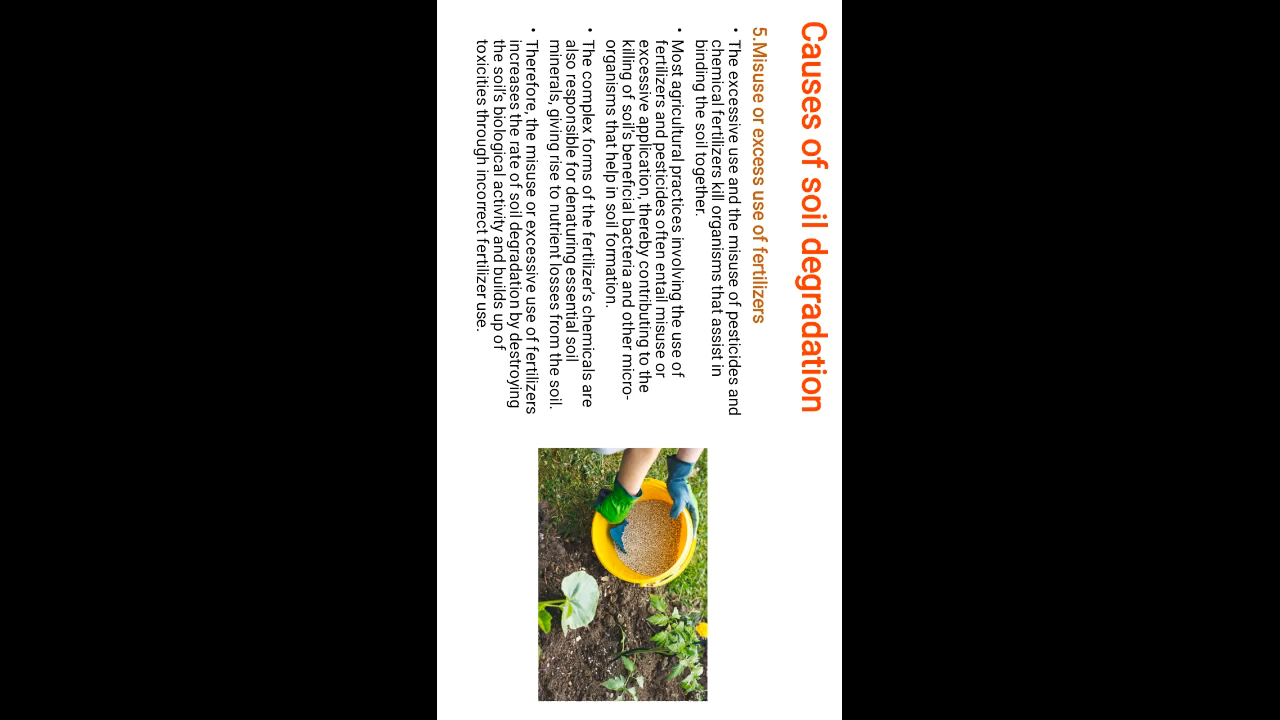 Causes of soil degradation
5.Misuse or excess use of fertilizers
• The excessive use and the misuse of pesticides and
chemical fertilizers kill organisms that assist in
binding the soil together.
• Most agricultural practices involving the use of
fertilizers and pesticides often entail misuse or
excessive application, thereby contributing to the
killing of soil's beneficial bacteria and other micro-
organisms that help in soil formation.
• The complex forms of the fertilizer's chemicals are
also responsible for denaturing essential soil
minerals, giving rise to nutrient losses from the soil.
• Therefore, the misuse or excessive use of fertilizers
increases the rate of soil degradation by destroying
the soil's biological activity and builds up of
toxicities through incorrect fertilizer use.